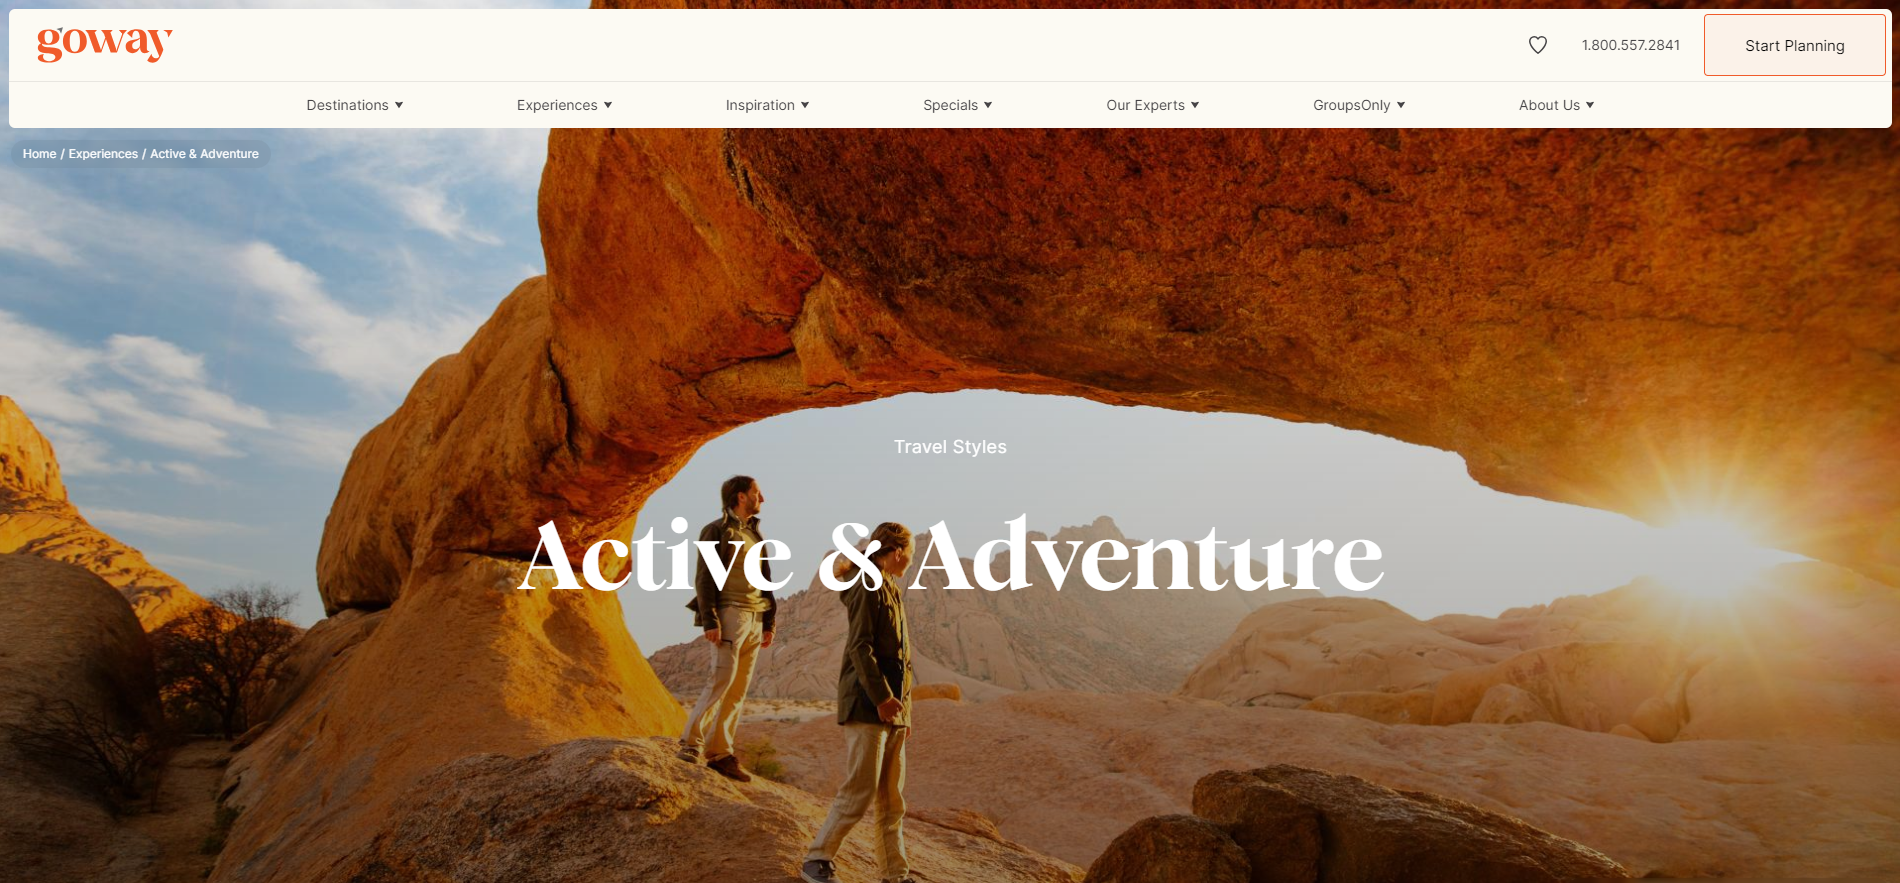 goway
1.800.557.2841
Start Planning
Destinations
Experiences
Inspiration
Specials
Our Experts
GroupsOnly
About Us
Home / Experiences / Active & Adventure
Travel Styles
Active & Adventure